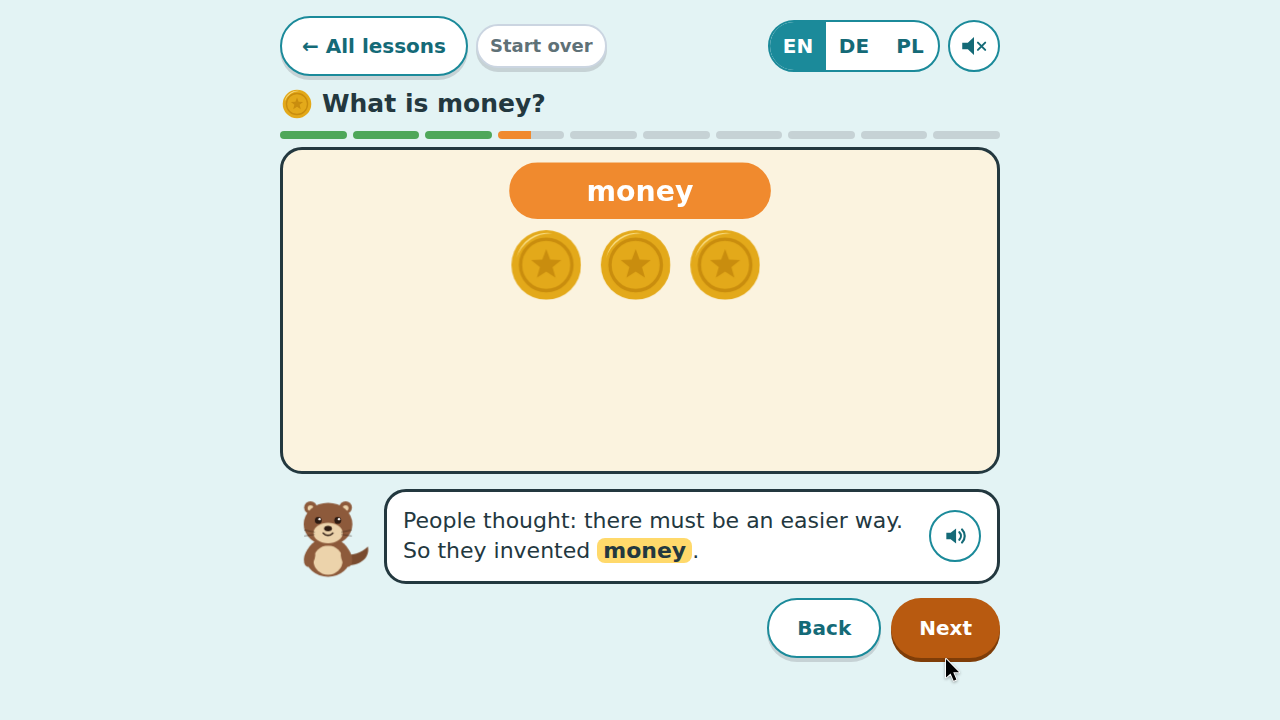 ← All lessons
Start over
EN
DE
PL
What is money?
money
People thought: there must be an easier way.
So they invented money.
Back
Next